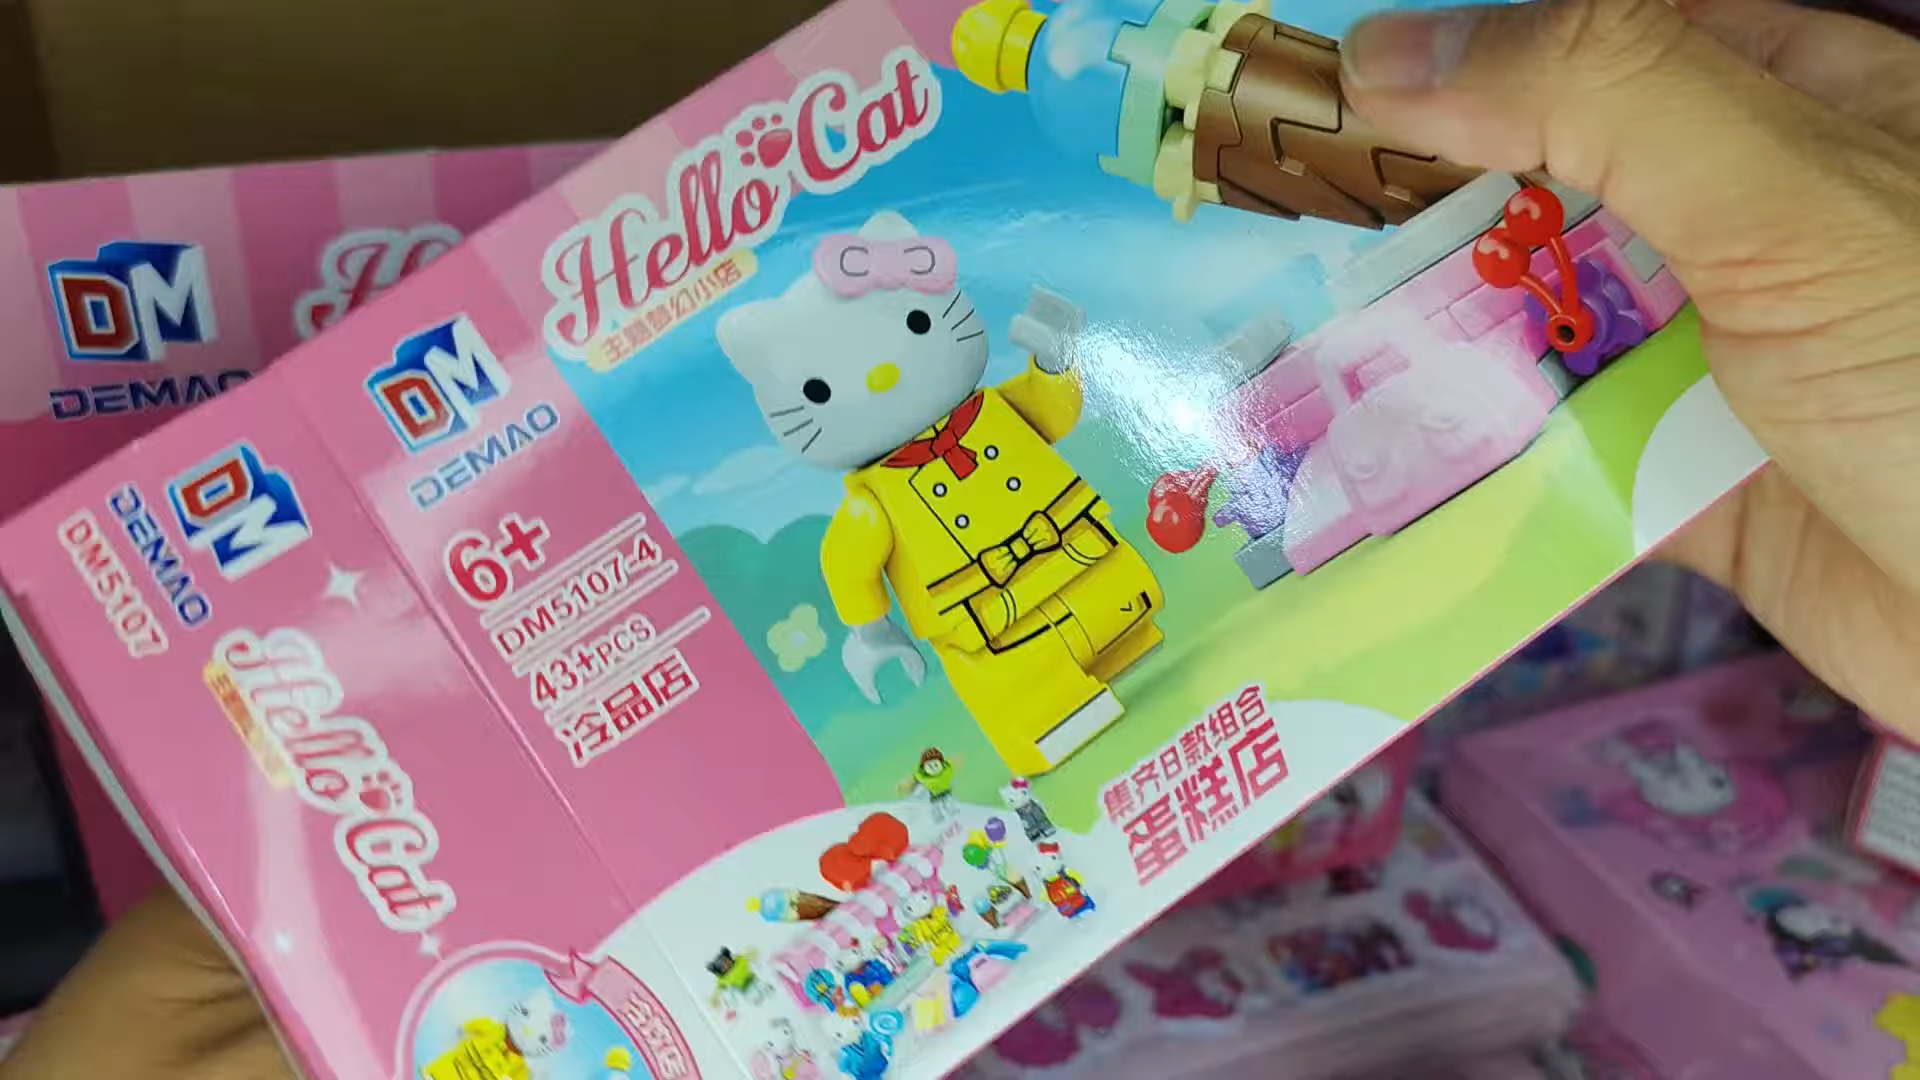 DM
DEMAO
Hello Cat
主题梦幻小店
DM
DEMAO
6+
DM5107-4
43+PCS
冷品店
集齐8款组合
蛋糕店
DM
DEMAO
DM5107
Hello Cat